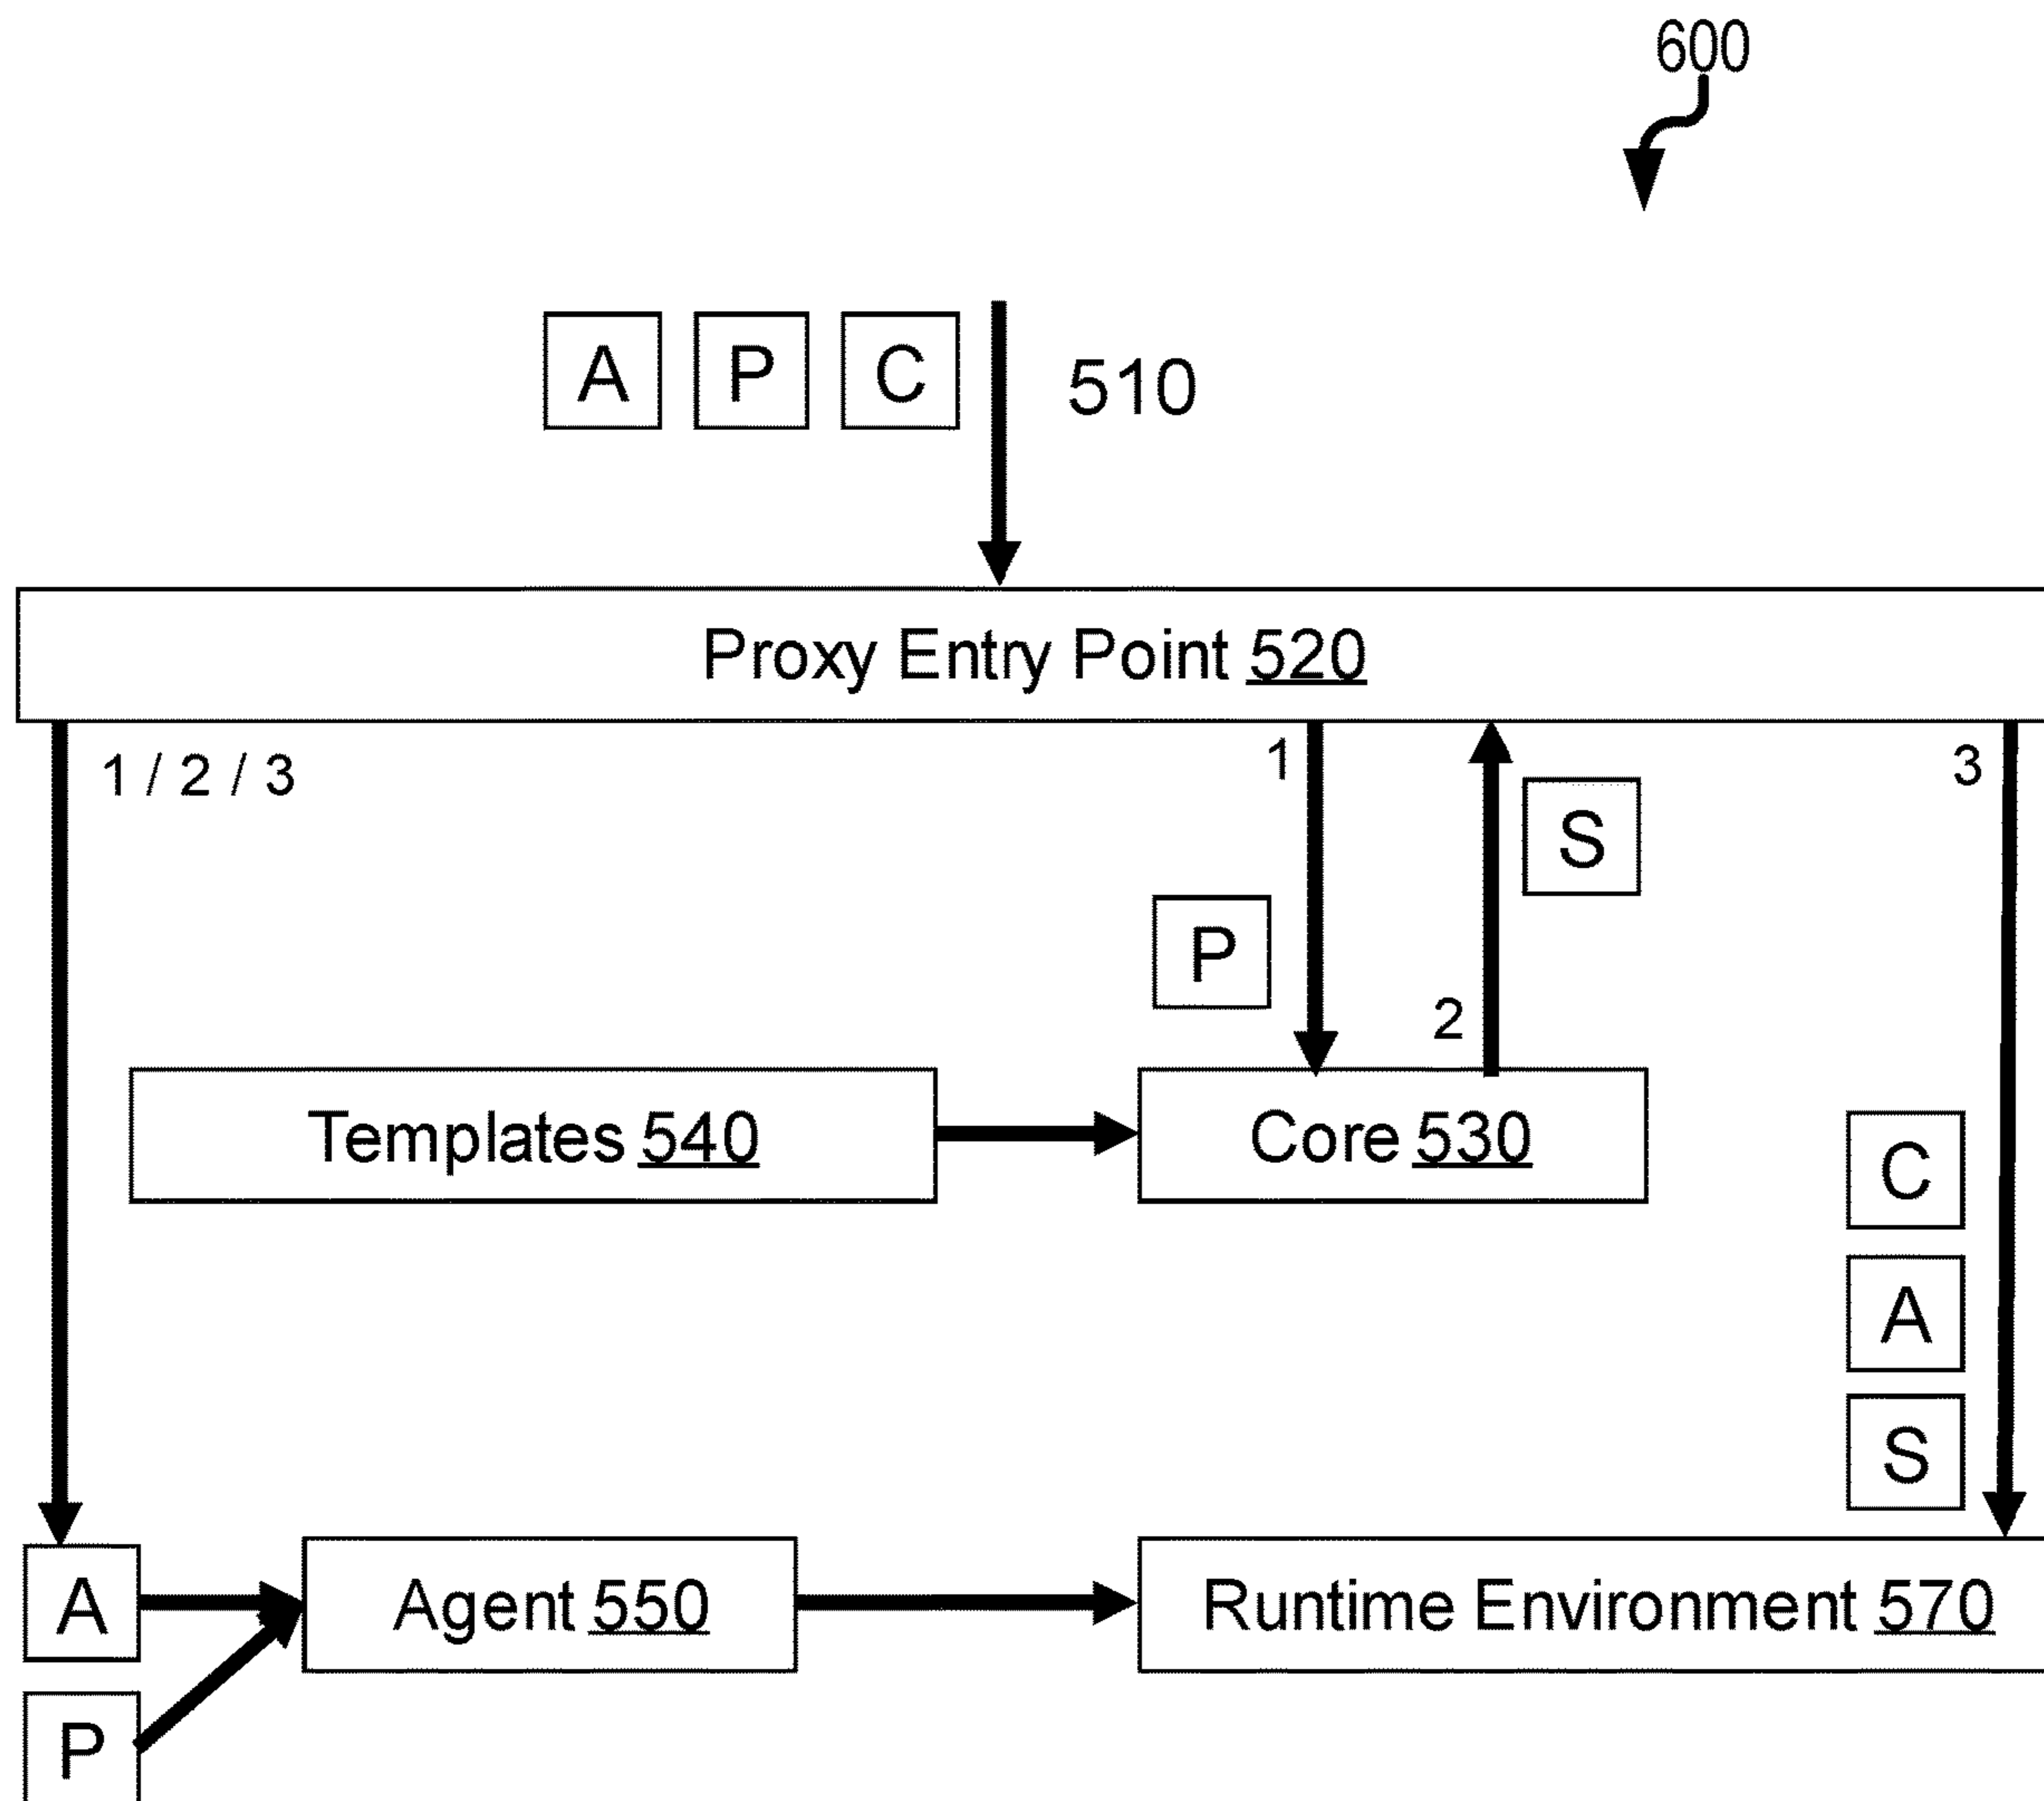 600
A P C 510
Proxy Entry Point 520
1 / 2 / 3
1
3
S
P
2
Templates 540
Core 530
C
A
S
A
Agent 550
Runtime Environment 570
P